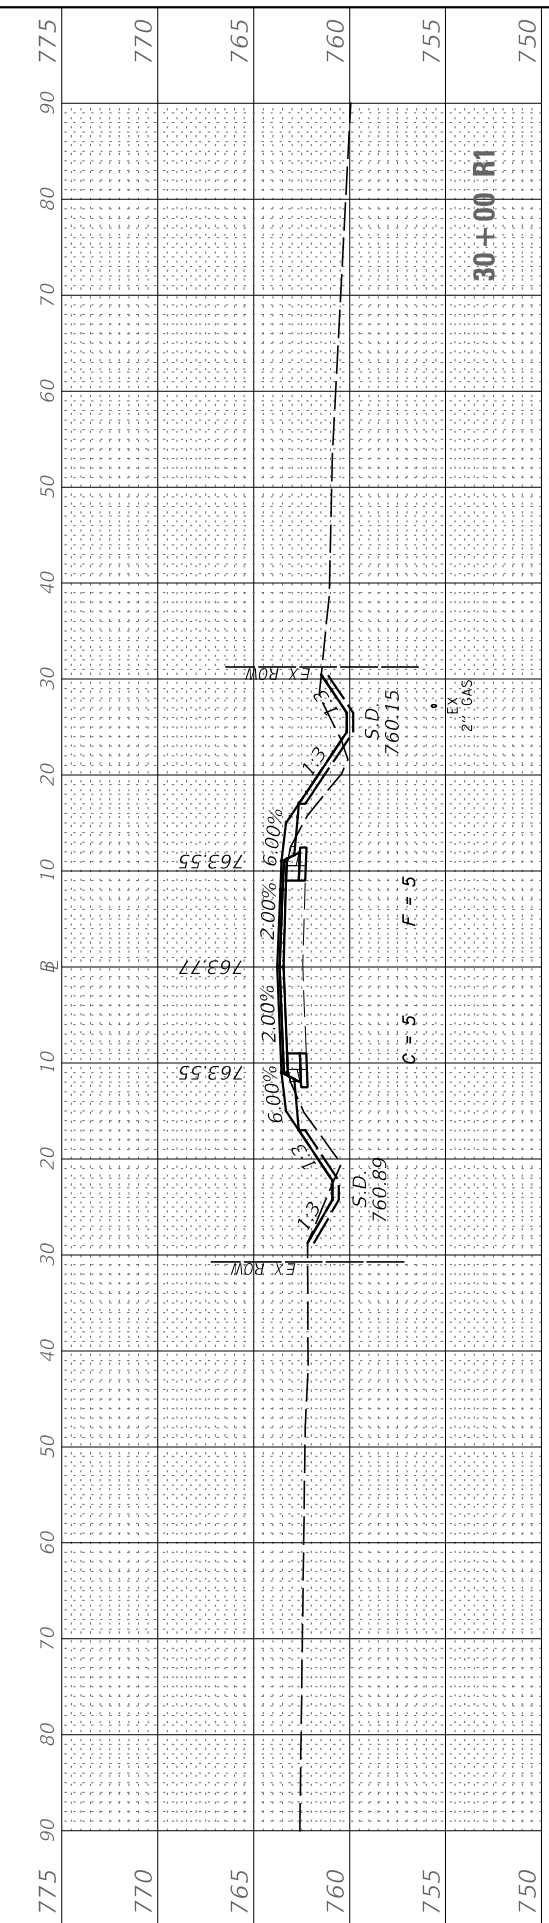 775 770 765 760 755 750
90 80 70 60 50 40 30 20 10 10 20 30 40 50 60 70 80 90
763.55 763.77 763.55
1:3 1:3 6.00% 2.00% 2.00% 6.00% 1:3 1:3
EX ROW
EX ROW
S.D.
760.89
S.D.
760.15
C = 5
F = 5
EX
2" GAS
30+00 R1
775 770 765 760 755 750